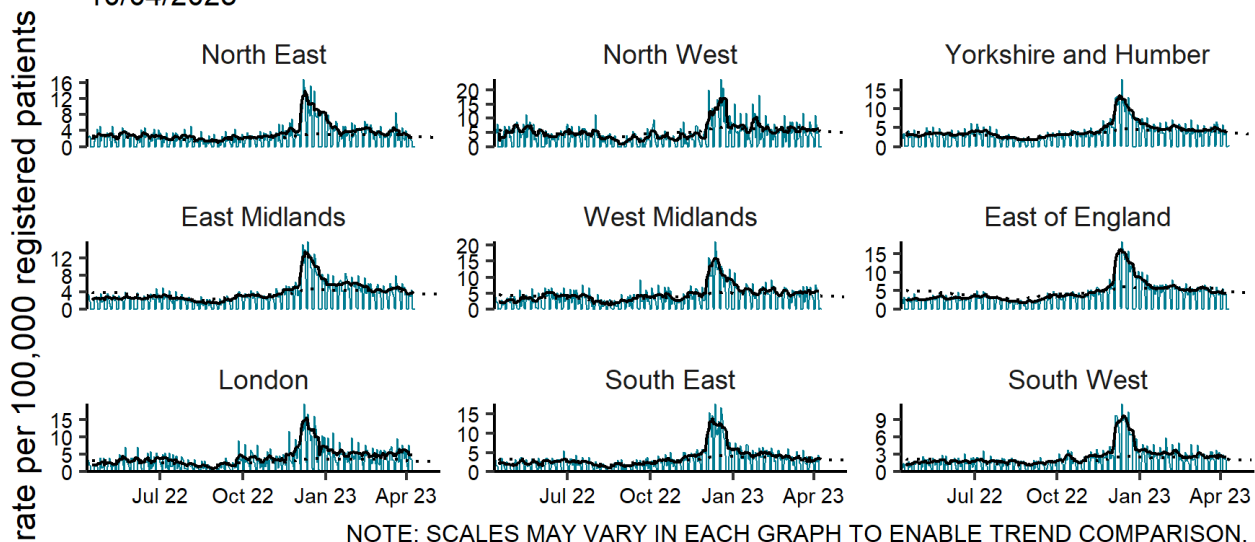 rate per 100,000 registered patients
North East
16
12
8
4
0
North West
20
15
10
5
0
Yorkshire and Humber
15
10
5
0
East Midlands
12
8
4
0
West Midlands
20
15
10
5
0
East of England
15
10
5
0
London
15
10
5
0
South East
15
10
5
0
South West
9
6
3
0
Jul 22 Oct 22 Jan 23 Apr 23
Jul 22 Oct 22 Jan 23 Apr 23
Jul 22 Oct 22 Jan 23 Apr 23
NOTE: SCALES MAY VARY IN EACH GRAPH TO ENABLE TREND COMPARISON.